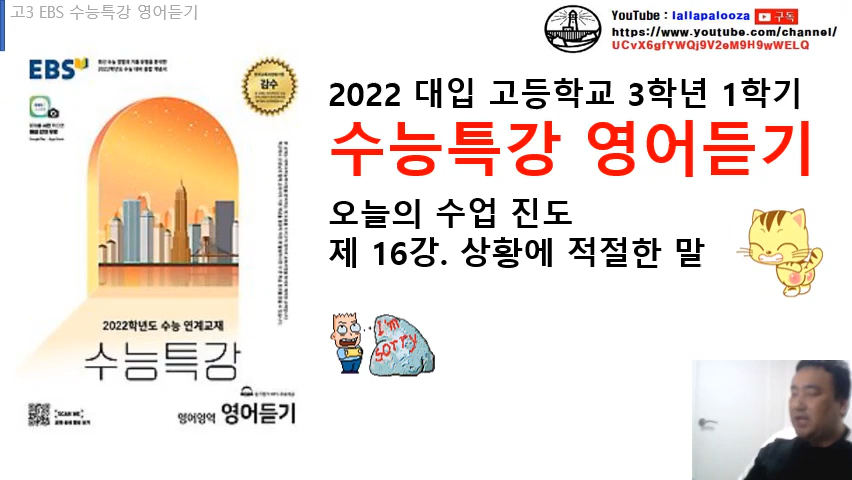 고3 EBS 수능특강 영어듣기
YouTube : lallapalooza 구독
https://www.youtube.com/channel/
UCvX6gfYWQj9V2eM9H9wWELQ
2022 대입 고등학교 3학년 1학기
수능특강 영어듣기
오늘의 수업 진도
제 16강. 상황에 적절한 말
I'm
SORRY
EBS
감수
2022학년도 수능 연계교재
수능특강
SCAN ME
영어영역 영어듣기